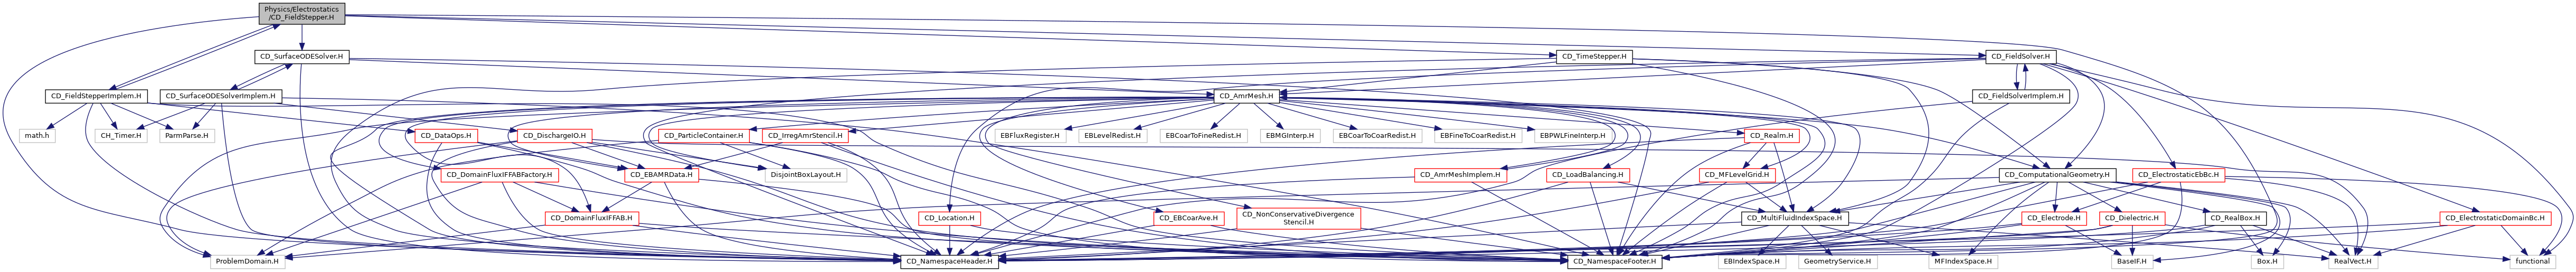 Physics/Electrostatics
/CD_FieldStepper.H
CD_SurfaceODESolver.H
CD_TimeStepper.H
CD_FieldSolver.H
CD_FieldStepperImplem.H
CD_SurfaceODESolverImplem.H
CD_AmrMesh.H
CD_FieldSolverImplem.H
math.h
CH_Timer.H
ParmParse.H
CD_DataOps.H
CD_DischargeIO.H
CD_ParticleContainer.H
CD_IrregAmrStencil.H
EBFluxRegister.H
EBLevelRedist.H
EBCoarToFineRedist.H
EBMGInterp.H
EBCoarToCoarRedist.H
EBFineToCoarRedist.H
EBPWLFineInterp.H
CD_Realm.H
CD_DomainFluxIFFABFactory.H
CD_EBAMRData.H
DisjointBoxLayout.H
CD_AmrMeshImplem.H
CD_LoadBalancing.H
CD_MFLevelGrid.H
CD_ComputationalGeometry.H
CD_ElectrostaticEbBc.H
CD_DomainFluxIFFAB.H
CD_Location.H
CD_EBCoarAve.H
CD_NonConservativeDivergence
Stencil.H
CD_MultiFluidIndexSpace.H
CD_Electrode.H
CD_Dielectric.H
CD_RealBox.H
CD_ElectrostaticDomainBc.H
ProblemDomain.H
CD_NamespaceHeader.H
CD_NamespaceFooter.H
EBIndexSpace.H
GeometryService.H
MFIndexSpace.H
BaseIF.H
Box.H
RealVect.H
functional